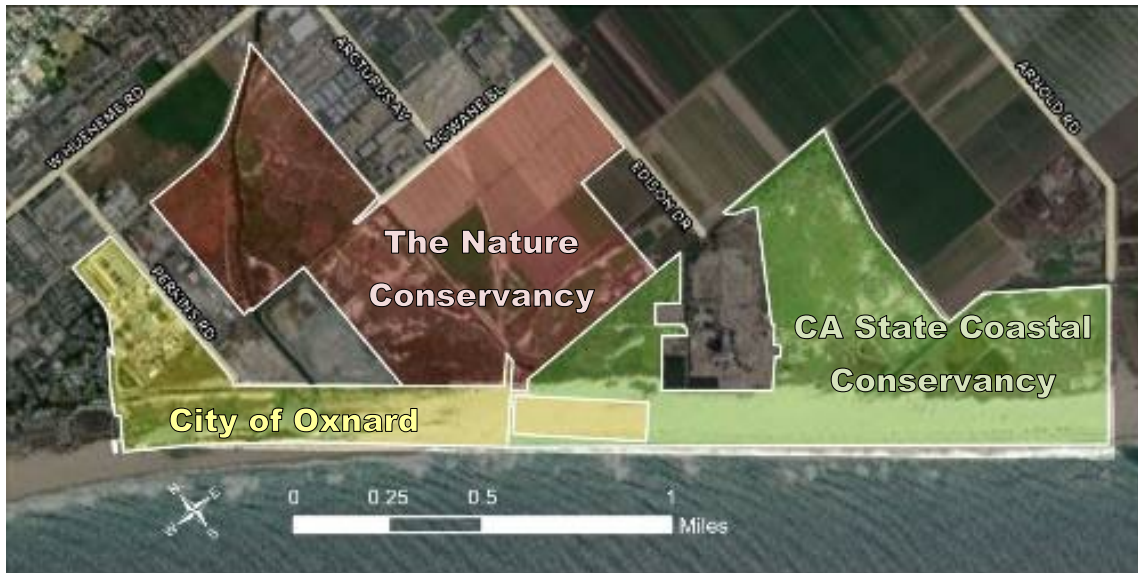 W HUENEME RD
ARCTURUS AV
MCWANE BL
ARNOLD RD
EDISON DR
PERKINS RD
The Nature
Conservancy
CA State Coastal
Conservancy
City of Oxnard
N
E
W
S
0
0.25
0.5
1
Miles